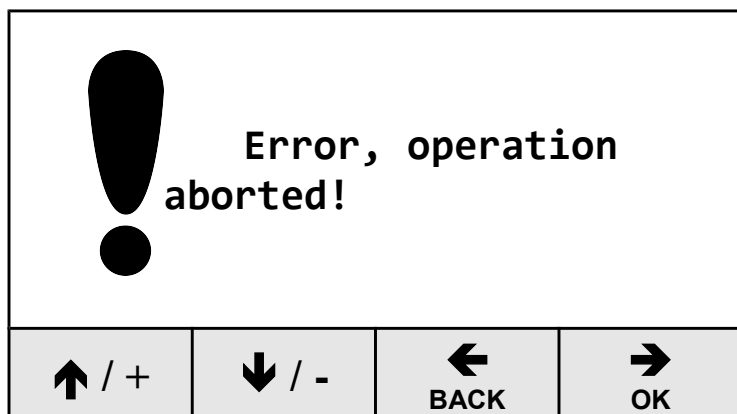 Error, operation
aborted!
↑ / + ↓ / - ← →
BACK OK